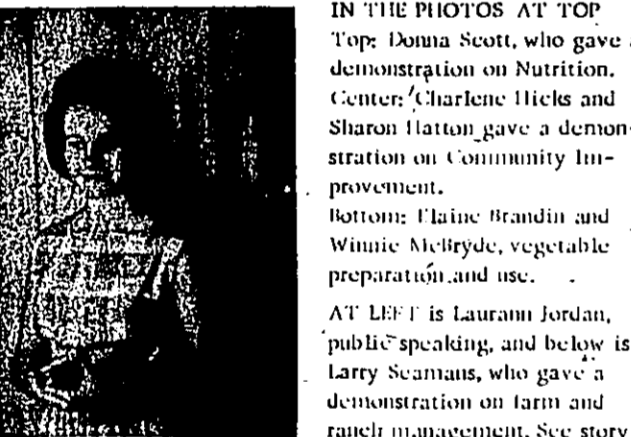 IN THE PHOTOS AT TOP
Top: Donna Scott, who gave a
demonstration on Nutrition.
Center: Charlene Hicks and
Sharon Hatton gave a demon-
stration on Community Im-
provement.
Bottom: Elaine Brandin and
Winnie McBryde, vegetable
preparation and use.
AT LEFT is Laurann Jordan,
public speaking, and below is
Larry Seamans, who gave a
demonstration on farm and
ranch management. See story